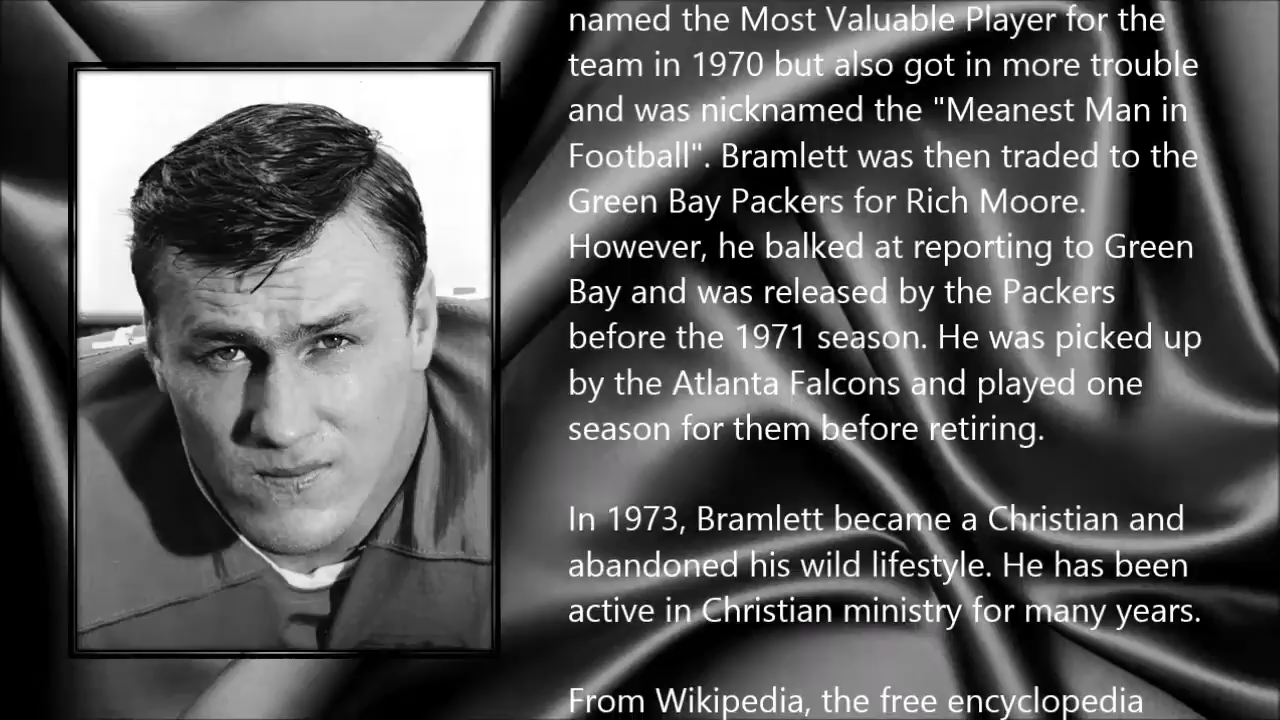 named the Most Valuable Player for the
team in 1970 but also got in more trouble
and was nicknamed the "Meanest Man in
Football". Bramlett was then traded to the
Green Bay Packers for Rich Moore.
However, he balked at reporting to Green
Bay and was released by the Packers
before the 1971 season. He was picked up
by the Atlanta Falcons and played one
season for them before retiring.
In 1973, Bramlett became a Christian and
abandoned his wild lifestyle. He has been
active in Christian ministry for many years.
From Wikipedia, the free encyclopedia